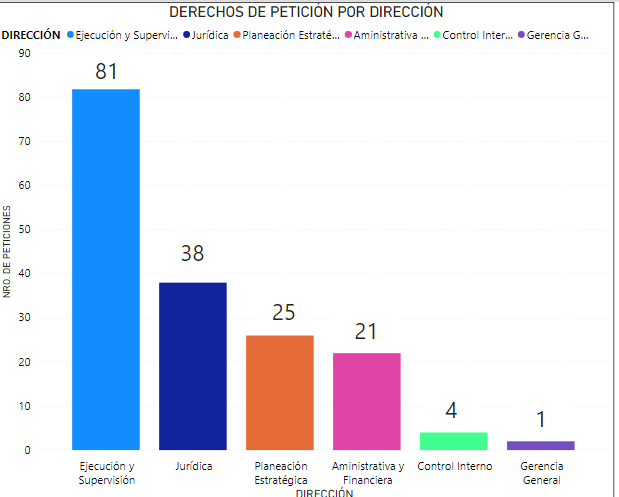 DERECHOS DE PETICIÓN POR DIRECCIÓN
DIRECCIÓN Ejecución y Supervi... Jurídica Planeación Estraté... Aministrativa ... Control Inter... Gerencia G...
90
80
70
60
50
40
30
20
10
0
NRO. DE PETICIONES
81
38
25
21
4
1
Ejecución y
Supervisión
Jurídica
Planeación
Estratégica
Aministrativa y
Financiera
Control Interno
Gerencia
General
DIRECCIÓN